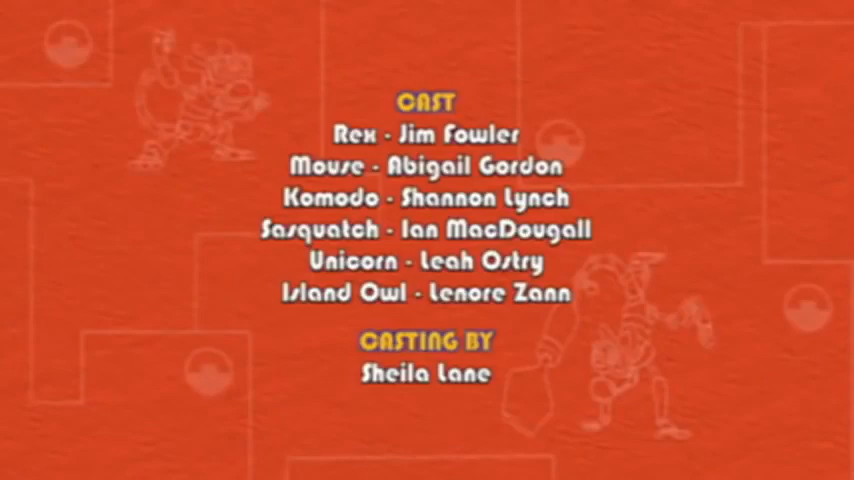 CAST
Rex - Jim Fowler
Mouse - Abigail Gordon
Komodo - Shannon Lynch
Sasquatch - Ian MacDougall
Unicorn - Leah Ostry
Island Owl - Lenore Zann
CASTING BY
Sheila Lane